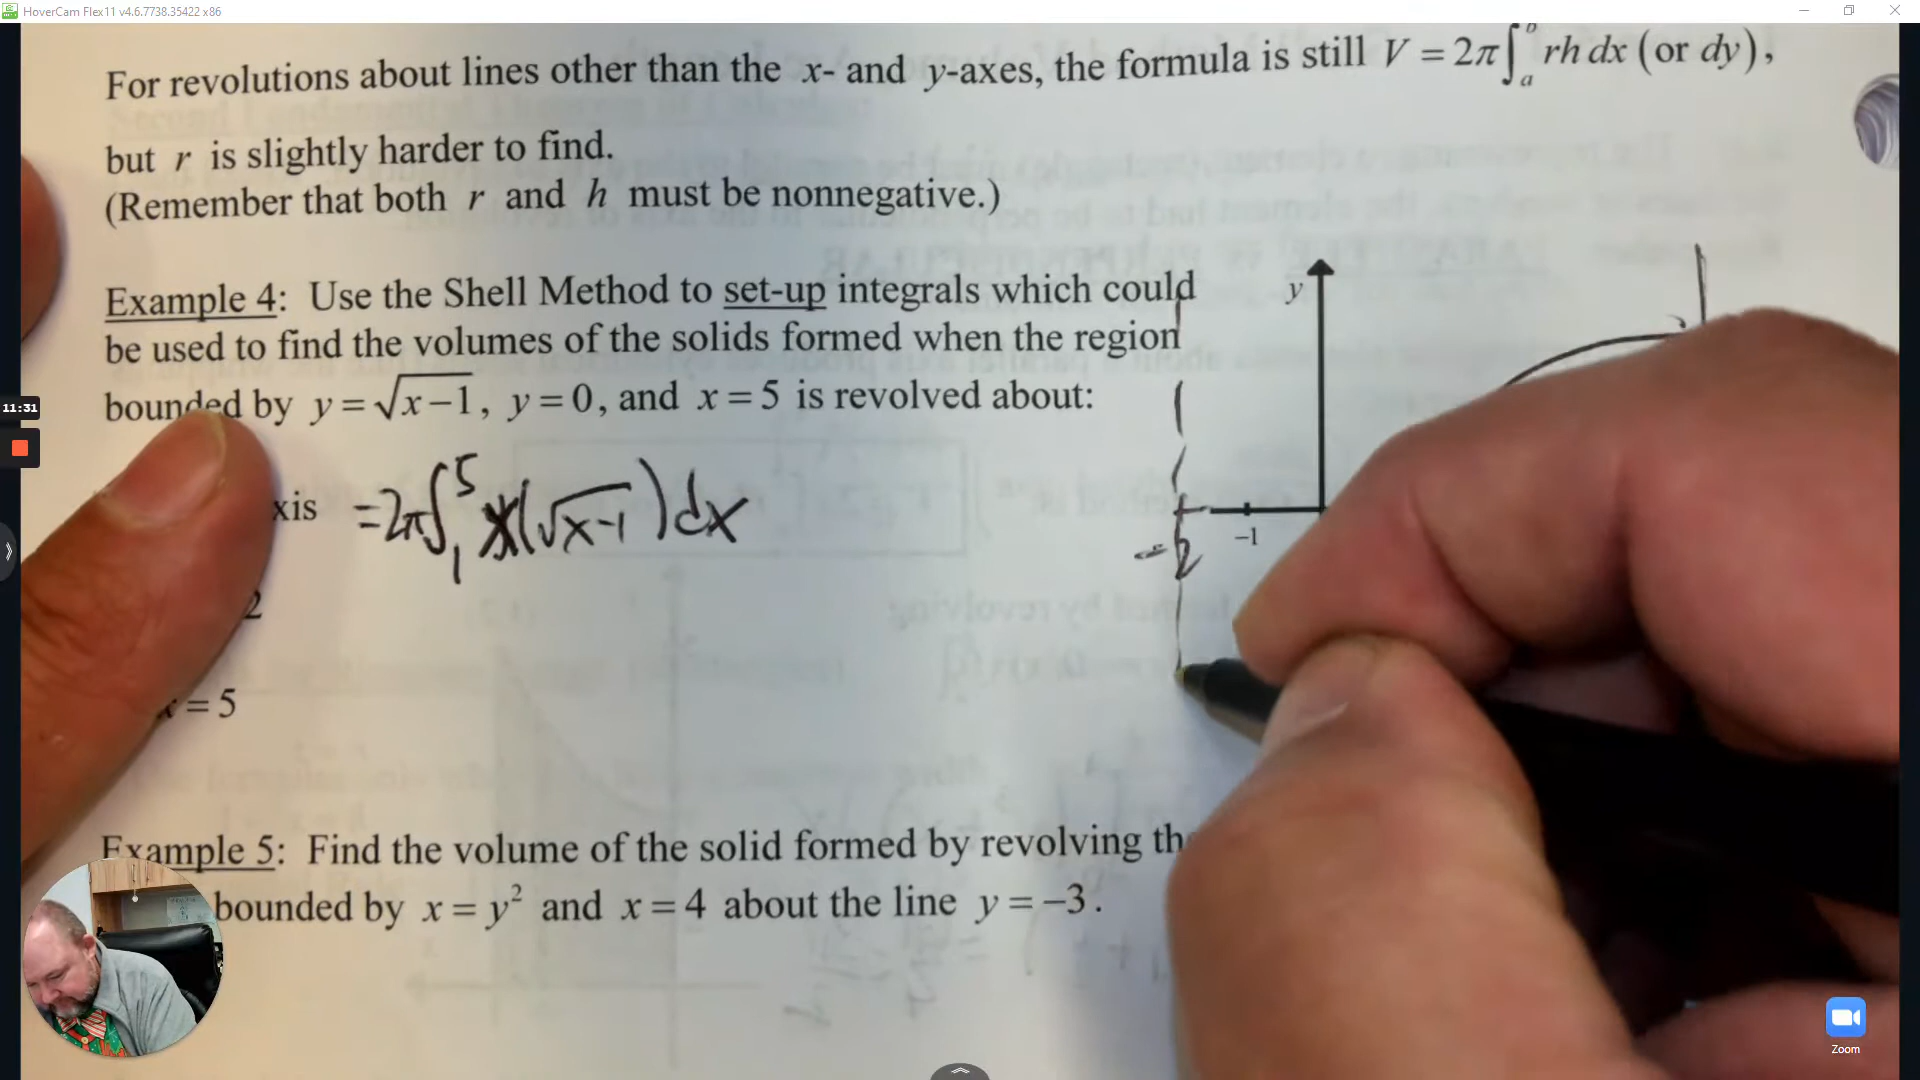 HoverCam Flex11 v4.6.7738.35422 x86
For revolutions about lines other than the x- and y-axes, the formula is still V = 2π∫ₐᵇ rh dx (or dy),
but r is slightly harder to find.
(Remember that both r and h must be nonnegative.)
Example 4: Use the Shell Method to set-up integrals which could
be used to find the volumes of the solids formed when the region
bounded by y = √(x−1), y = 0, and x = 5 is revolved about:
11:31
xis = 2π∫₁⁵ x(√(x-1))dx
2
x = 5
y
-2
−1
Example 5: Find the volume of the solid formed by revolving the
bounded by x = y² and x = 4 about the line y = −3.
Zoom